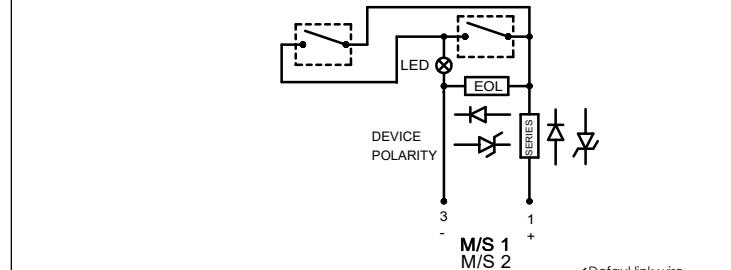 LED
EOL
SERIES
DEVICE
POLARITY
3
1
-
+
M/S 1
M/S 2